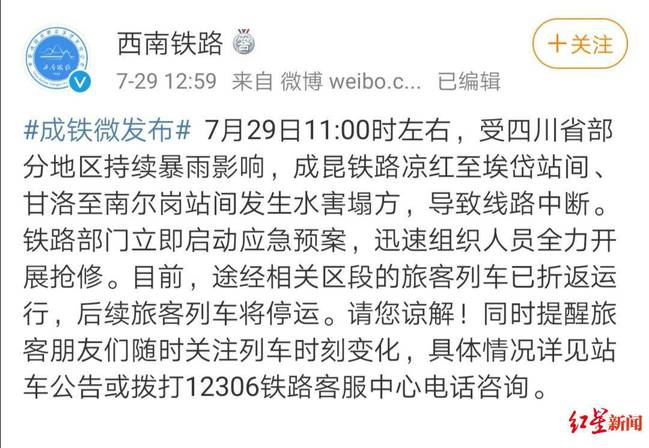 西南铁路
+关注
7-29 12:59 来自 微博 weibo.c... 已编辑
#成铁微发布# 7月29日11:00时左右，受四川省部
分地区持续暴雨影响，成昆铁路凉红至埃岱站间、
甘洛至南尔岗站间发生水害塌方，导致线路中断。
铁路部门立即启动应急预案，迅速组织人员全力开
展抢修。目前，途经相关区段的旅客列车已折返运
行，后续旅客列车将停运。请您谅解！同时提醒旅
客朋友们随时关注列车时刻变化，具体情况详见站
车公告或拨打12306铁路客服中心电话咨询。
红星新闻